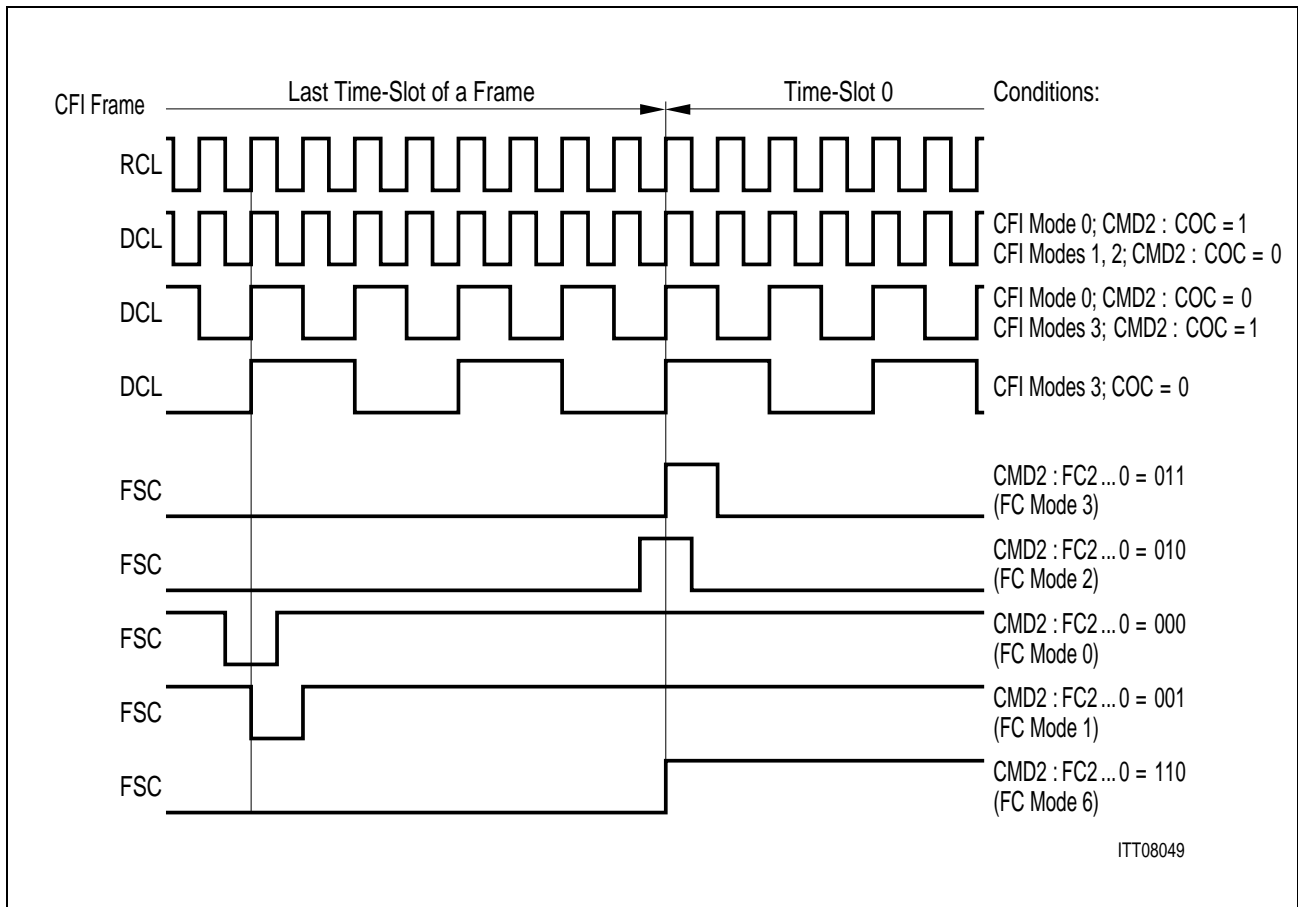 CFI Frame
Last Time-Slot of a Frame
Time-Slot 0
Conditions:
RCL
DCL
CFI Mode 0; CMD2 : COC = 1
CFI Modes 1, 2; CMD2 : COC = 0
DCL
CFI Mode 0; CMD2 : COC = 0
CFI Modes 3; CMD2 : COC = 1
DCL
CFI Modes 3; COC = 0
FSC
CMD2 : FC2 ... 0 = 011
(FC Mode 3)
FSC
CMD2 : FC2 ... 0 = 010
(FC Mode 2)
FSC
CMD2 : FC2 ... 0 = 000
(FC Mode 0)
FSC
CMD2 : FC2 ... 0 = 001
(FC Mode 1)
FSC
CMD2 : FC2 ... 0 = 110
(FC Mode 6)
ITT08049